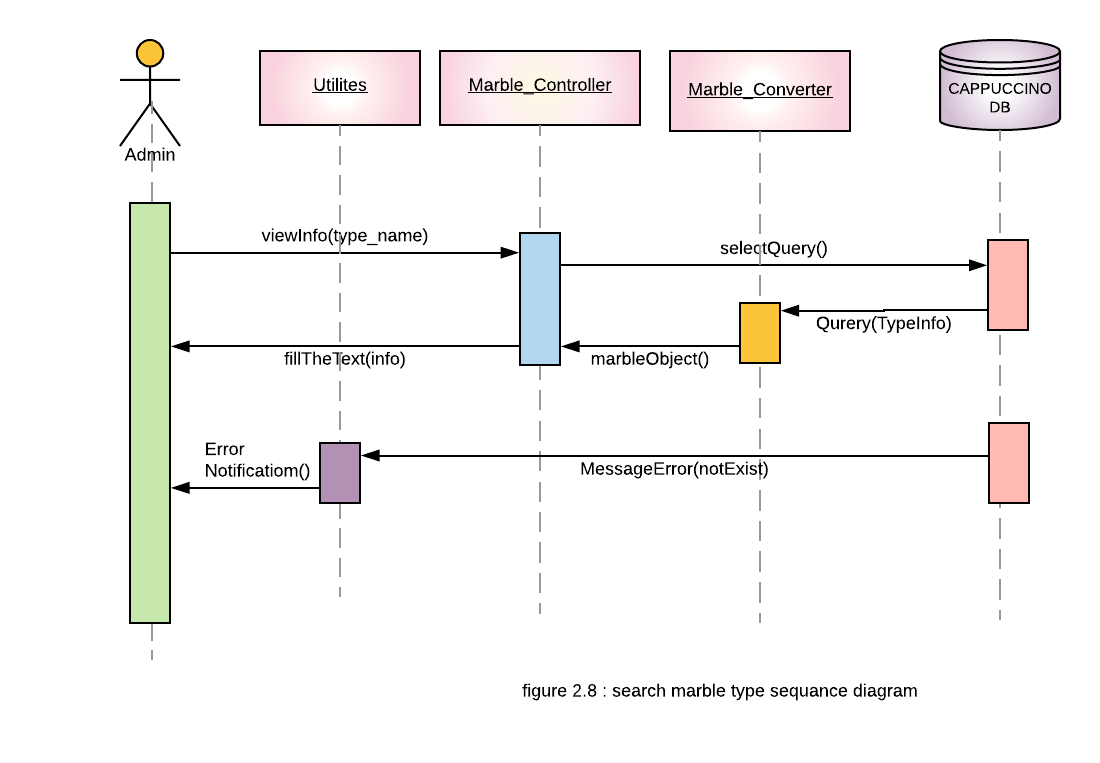 Utilites
Marble_Controller
Marble_Converter
CAPPUCCINO
DB
Admin
viewInfo(type_name)
selectQuery()
Qurery(TypeInfo)
fillTheText(info)
marbleObject()
Error
Notificatiom()
MessageError(notExist)
figure 2.8 : search marble type sequance diagram